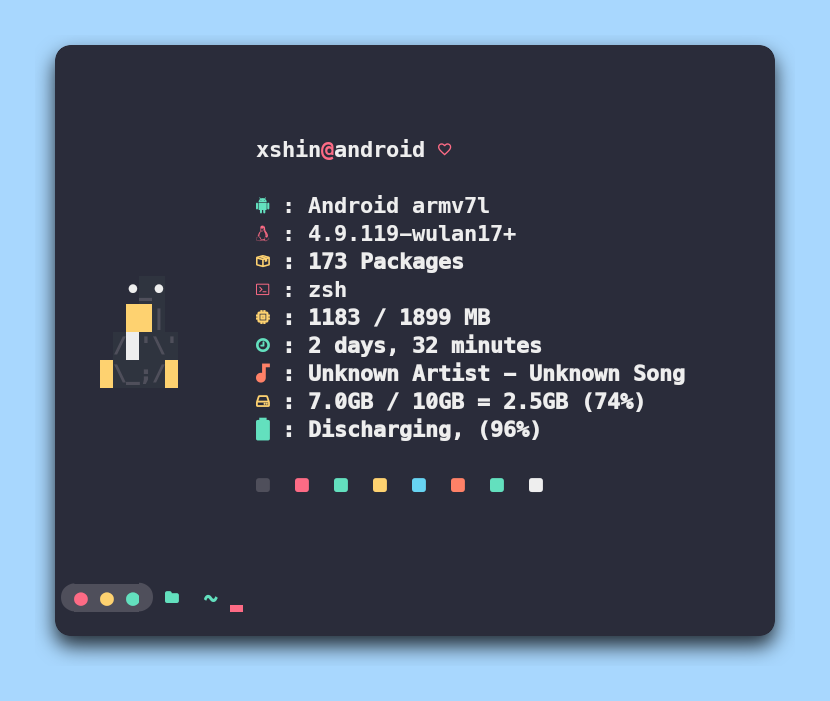 xshin@android ♡
: Android armv7l
: 4.9.119-wulan17+
: 173 Packages
: zsh
: 1183 / 1899 MB
: 2 days, 32 minutes
: Unknown Artist - Unknown Song
: 7.0GB / 10GB = 2.5GB (74%)
: Discharging, (96%)
~